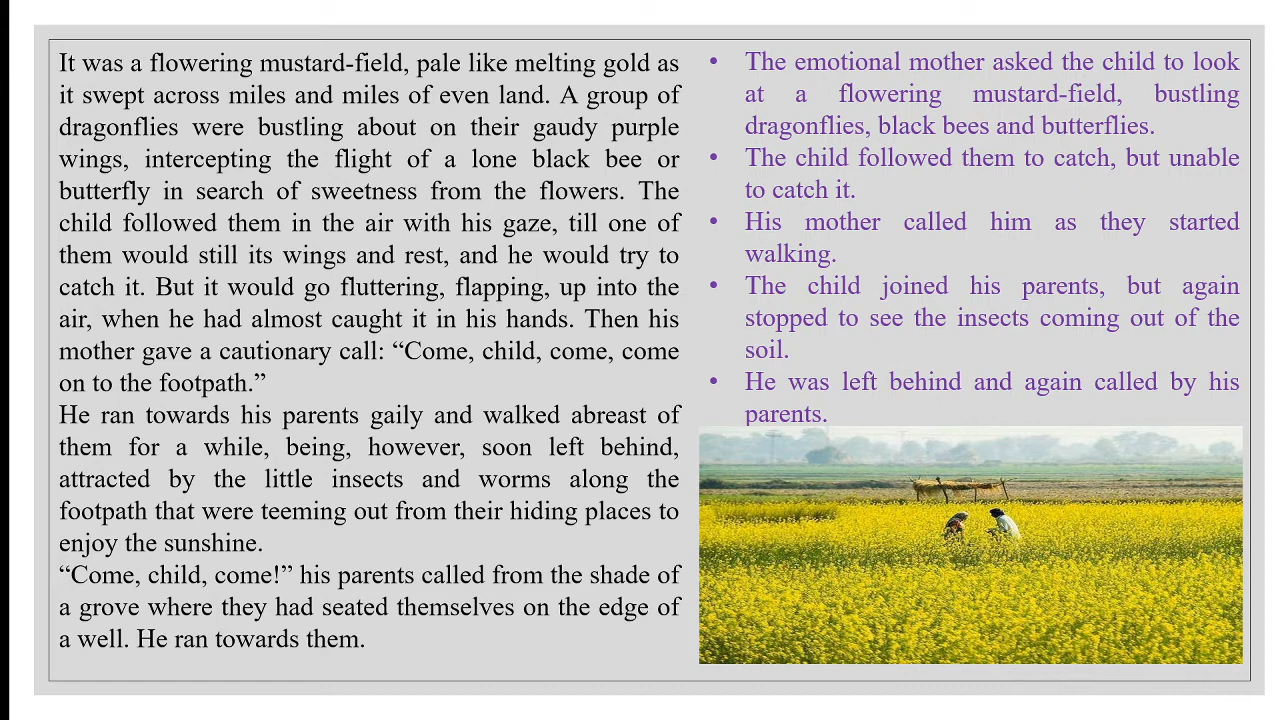 It was a flowering mustard-field, pale like melting gold as
it swept across miles and miles of even land. A group of
dragonflies were bustling about on their gaudy purple
wings, intercepting the flight of a lone black bee or
butterfly in search of sweetness from the flowers. The
child followed them in the air with his gaze, till one of
them would still its wings and rest, and he would try to
catch it. But it would go fluttering, flapping, up into the
air, when he had almost caught it in his hands. Then his
mother gave a cautionary call: “Come, child, come, come
on to the footpath.”
He ran towards his parents gaily and walked abreast of
them for a while, being, however, soon left behind,
attracted by the little insects and worms along the
footpath that were teeming out from their hiding places to
enjoy the sunshine.
“Come, child, come!” his parents called from the shade of
a grove where they had seated themselves on the edge of
a well. He ran towards them.
• The emotional mother asked the child to look
at a flowering mustard-field, bustling
dragonflies, black bees and butterflies.
• The child followed them to catch, but unable
to catch it.
• His mother called him as they started
walking.
• The child joined his parents, but again
stopped to see the insects coming out of the
soil.
• He was left behind and again called by his
parents.